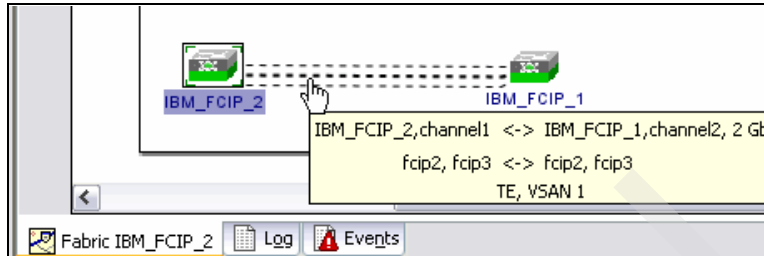 IBM_FCIP_2
IBM_FCIP_1
IBM_FCIP_2,channel1 <-> IBM_FCIP_1,channel2, 2 Gb
fcip2, fcip3 <-> fcip2, fcip3
TE, VSAN 1
Fabric IBM_FCIP_2 Log Events